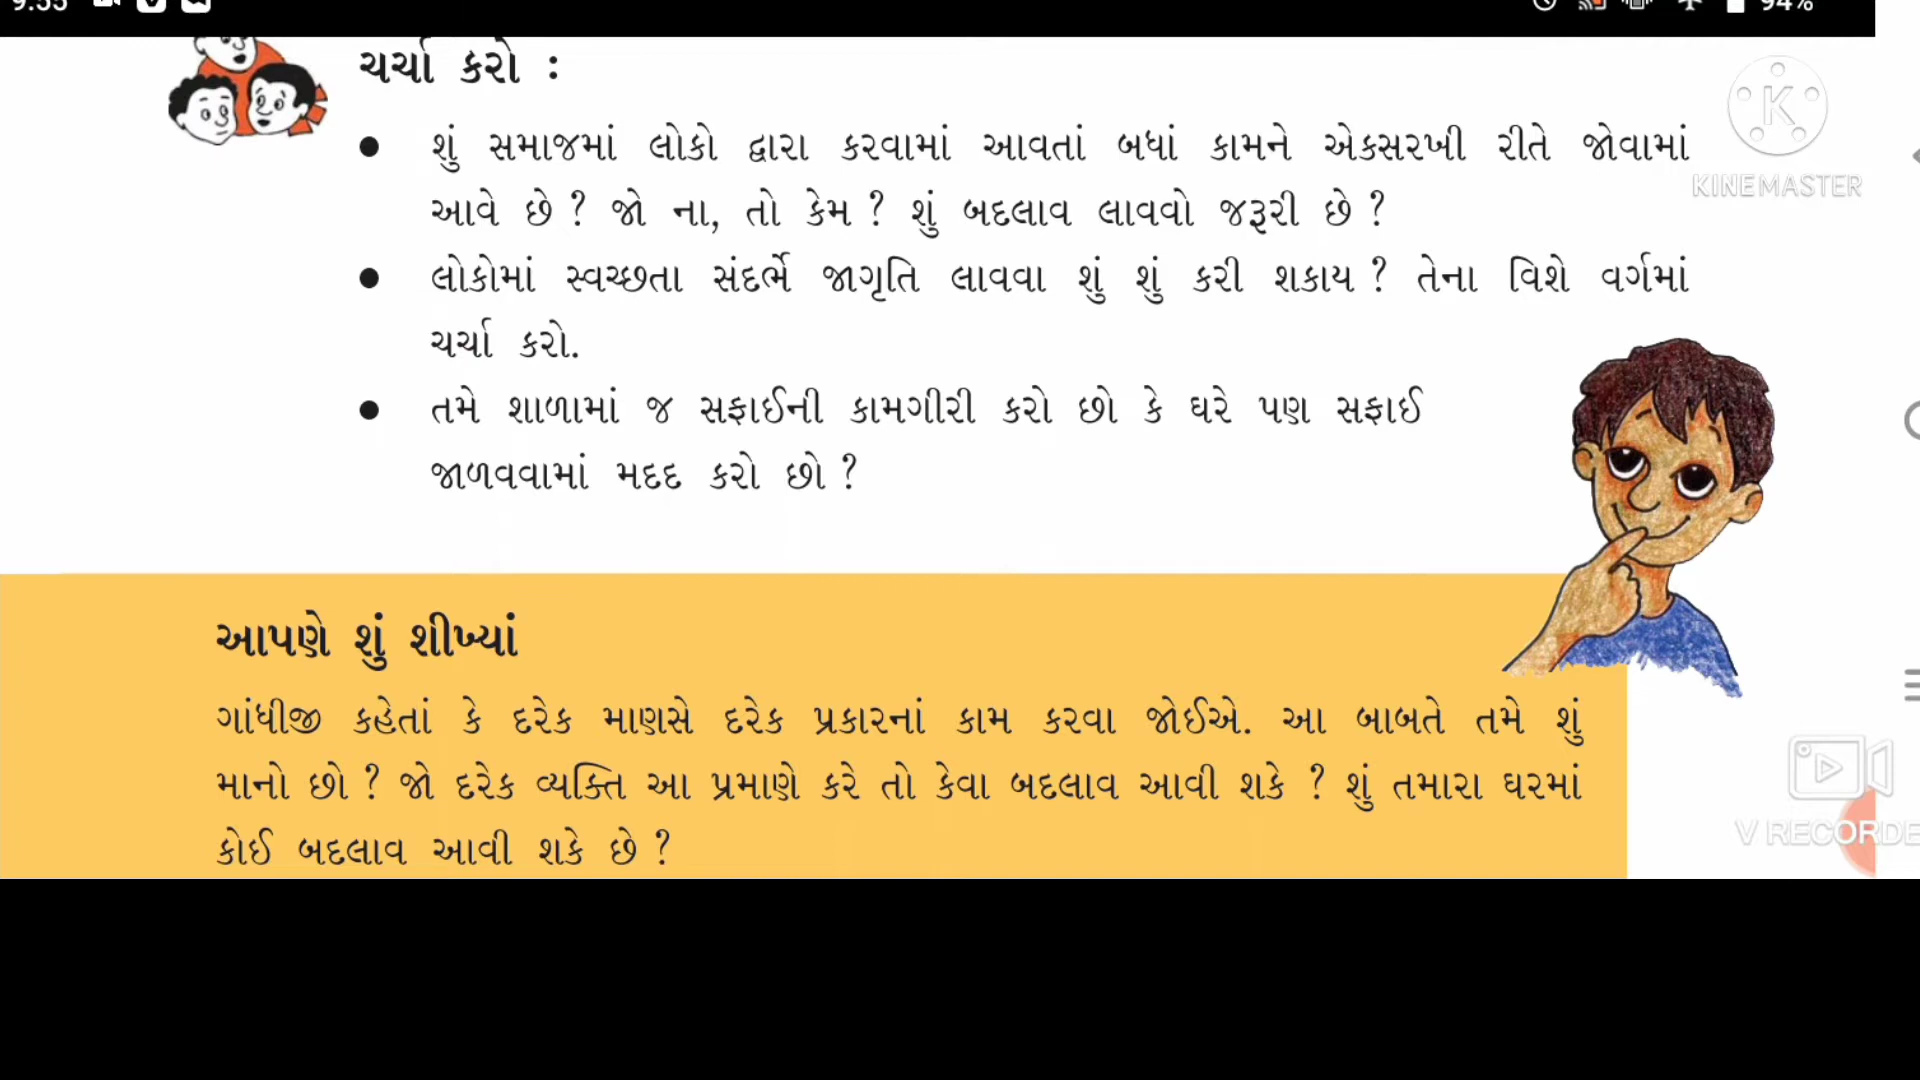 9:55
94%
ચર્ચા કરો :
KINEMASTER
● શું સમાજમાં લોકો દ્વારા કરવામાં આવતાં બધાં કામને એકસરખી રીતે જોવામાં
આવે છે ? જો ના, તો કેમ ? શું બદલાવ લાવવો જરૂરી છે ?
● લોકોમાં સ્વચ્છતા સંદર્ભે જાગૃતિ લાવવા શું શું કરી શકાય ? તેના વિશે વર્ગમાં
ચર્ચા કરો.
● તમે શાળામાં જ સફાઈની કામગીરી કરો છો કે ઘરે પણ સફાઈ
જાળવવામાં મદદ કરો છો ?
આપણે શું શીખ્યાં
ગાંધીજી કહેતાં કે દરેક માણસે દરેક પ્રકારનાં કામ કરવા જોઈએ. આ બાબતે તમે શું
માનો છો ? જો દરેક વ્યક્તિ આ પ્રમાણે કરે તો કેવા બદલાવ આવી શકે ? શું તમારા ઘરમાં
કોઈ બદલાવ આવી શકે છે ?
V RECORDE